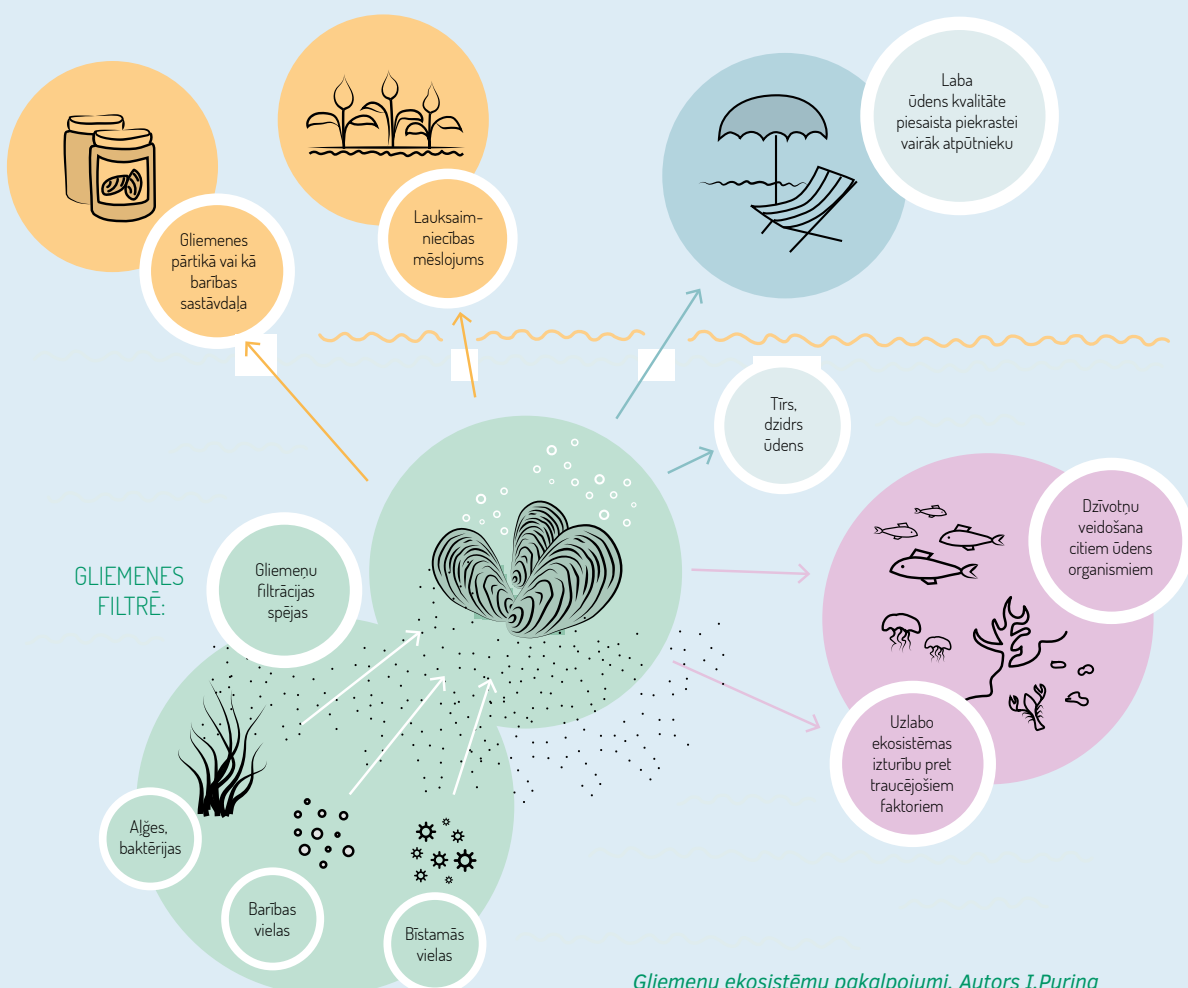 Laba
ūdens kvalitāte
piesaista piekrastei
vairāk atpūtnieku
Lauksaim-
niecības
mēslojums
Gliemenes
pārtikā vai kā
barības
sastāvdaļa
Tīrs,
dzidrs
ūdens
Dzīvotņu
veidošana
citiem ūdens
organismiem
GLIEMENES
FILTRĒ:
Gliemeņu
filtrācijas
spējas
Uzlabo
ekosistēmas
izturību pret
traucējošiem
faktoriem
Aļģes,
baktērijas
Barības
vielas
Bīstamās
vielas
Gliemeņu ekosistēmu pakalpojumi. Autors I.Puriņa